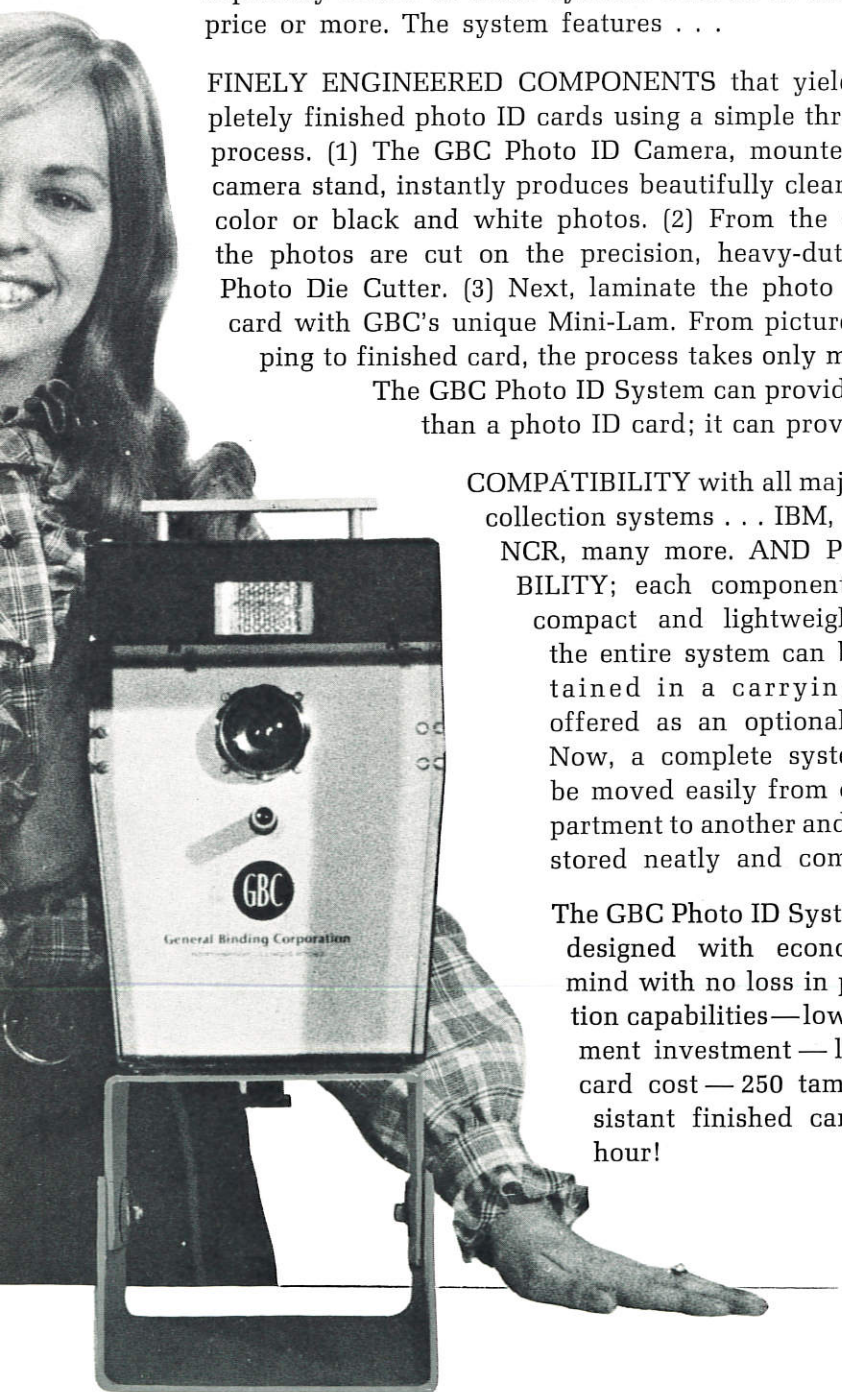 price or more. The system features . . .
FINELY ENGINEERED COMPONENTS that yield
pletely finished photo ID cards using a simple thr
process. (1) The GBC Photo ID Camera, mounte
camera stand, instantly produces beautifully clear
color or black and white photos. (2) From the
the photos are cut on the precision, heavy-dut
Photo Die Cutter. (3) Next, laminate the photo
card with GBC's unique Mini-Lam. From pictur
ping to finished card, the process takes only m
The GBC Photo ID System can provid
than a photo ID card; it can prov
COMPATIBILITY with all maj
collection systems . . . IBM,
NCR, many more. AND P
BILITY; each component
compact and lightweigh
the entire system can b
tained in a carryin
offered as an optional
Now, a complete syste
be moved easily from
partment to another and
stored neatly and com
The GBC Photo ID Syst
designed with econo
mind with no loss in p
tion capabilities—low
ment investment — l
card cost — 250 tam
sistant finished car
hour!
GBC
General Binding Corporation